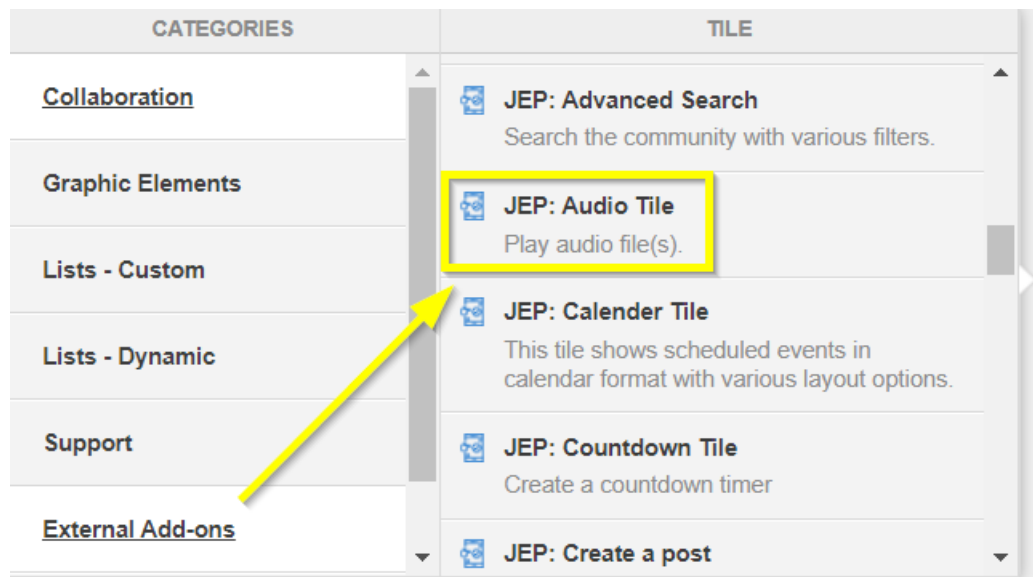 CATEGORIES
Collaboration
Graphic Elements
Lists - Custom
Lists - Dynamic
Support
External Add-ons
TILE
JEP: Advanced Search
Search the community with various filters.
JEP: Audio Tile
Play audio file(s).
JEP: Calender Tile
This tile shows scheduled events in
calendar format with various layout options.
JEP: Countdown Tile
Create a countdown timer
JEP: Create a post